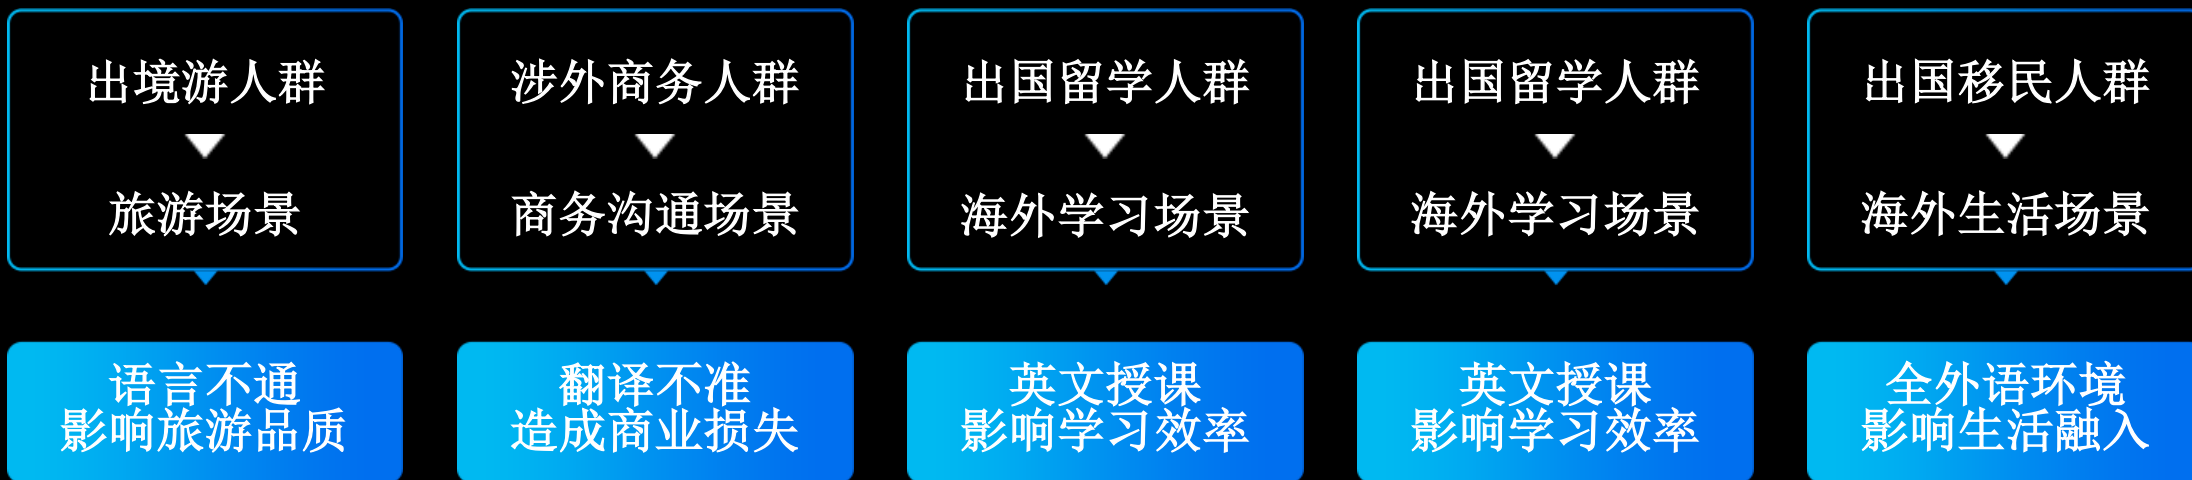 出境游人群
旅游场景
语言不通
影响旅游品质
涉外商务人群
商务沟通场景
翻译不准
造成商业损失
出国留学人群
海外学习场景
英文授课
影响学习效率
出国留学人群
海外学习场景
英文授课
影响学习效率
出国移民人群
海外生活场景
全外语环境
影响生活融入